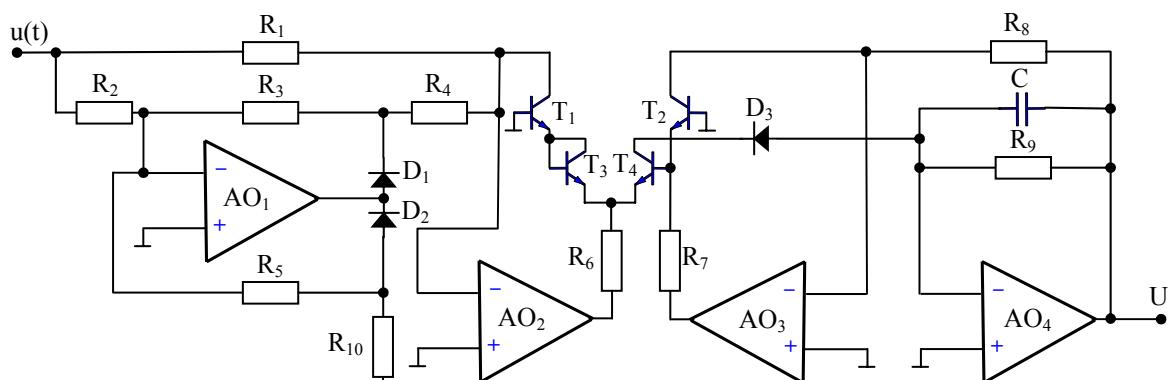 u(t) R₁ R₈
R₂ R₃ R₄ C
T₁ T₂ D₃
R₉
T₃ T₄
− AO₁ + D₁
D₂
R₅ R₆ R₇
− AO₂ + − AO₃ + − AO₄ + U
R₁₀